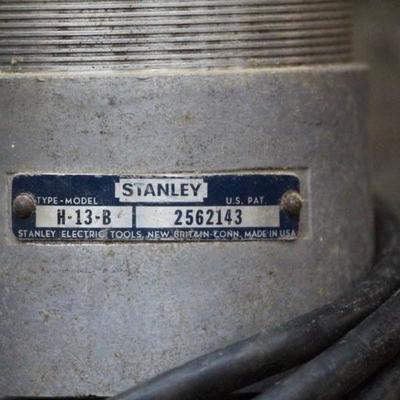 STANLEY
TYPE-MODEL U.S. PAT.
H-13-B 2562143
STANLEY ELECTRIC TOOLS, NEW BRITAIN-CONN. MADE IN USA